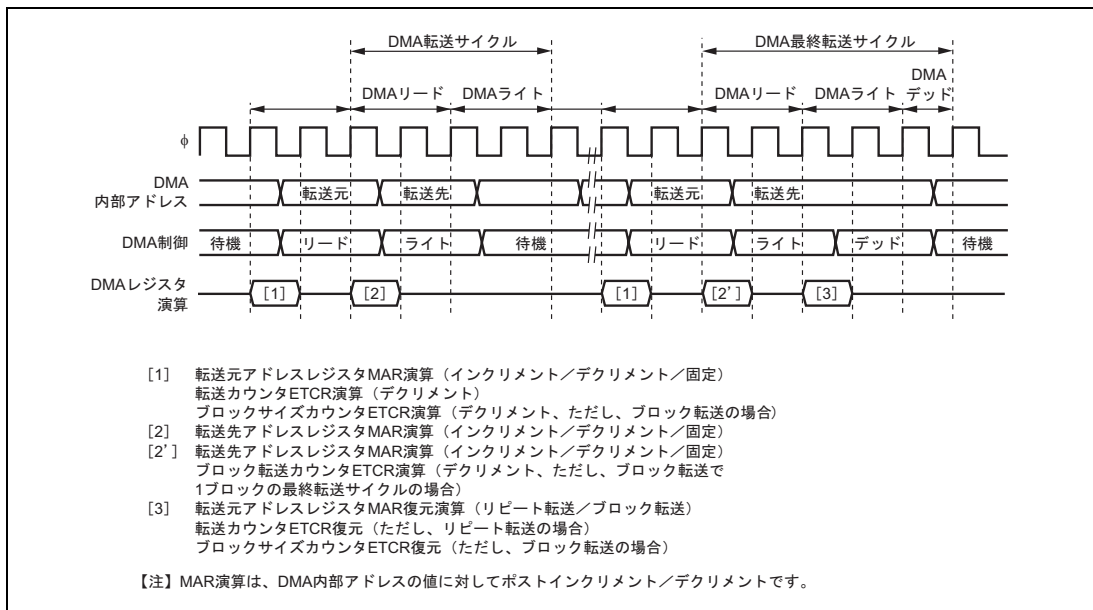 DMA転送サイクル DMA最終転送サイクル
DMAリード DMAライト DMAリード DMAライト DMA
デッド
φ
DMA
内部アドレス 転送元 転送先 転送元 転送先
DMA制御 待機 リード ライト 待機 リード ライト デッド 待機
DMAレジスタ
演算 [1] [2] [1] [2'] [3]
[1] 転送元アドレスレジスタMAR演算（インクリメント／デクリメント／固定）
転送カウンタETCR演算（デクリメント）
ブロックサイズカウンタETCR演算（デクリメント、ただし、ブロック転送の場合）
[2] 転送先アドレスレジスタMAR演算（インクリメント／デクリメント／固定）
[2'] 転送先アドレスレジスタMAR演算（インクリメント／デクリメント／固定）
ブロック転送カウンタETCR演算（デクリメント、ただし、ブロック転送で
1ブロックの最終転送サイクルの場合）
[3] 転送元アドレスレジスタMAR復元演算（リピート転送／ブロック転送）
転送カウンタETCR復元（ただし、リピート転送の場合）
ブロックサイズカウンタETCR復元（ただし、ブロック転送の場合）
【注】MAR演算は、DMA内部アドレスの値に対してポストインクリメント／デクリメントです。